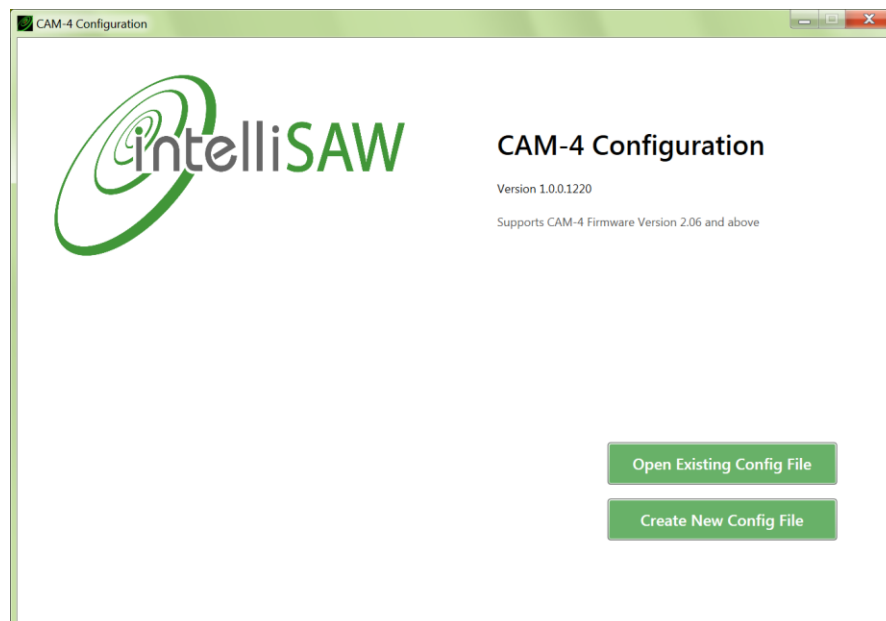 CAM-4 Configuration
intelliSAW
CAM-4 Configuration
Version 1.0.0.1220
Supports CAM-4 Firmware Version 2.06 and above
Open Existing Config File
Create New Config File